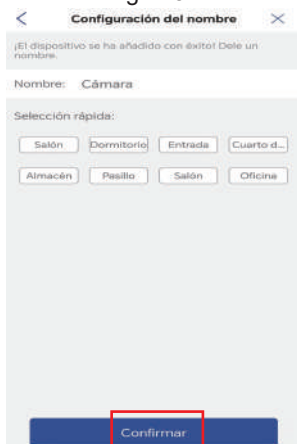 Configuración del nombre
¡El dispositivo se ha añadido con éxito! Dele un
nombre.
Nombre: Cámara
Selección rápida:
Salón Dormitorio Entrada Cuarto d...
Almacén Pasillo Salón Oficina
Confirmar